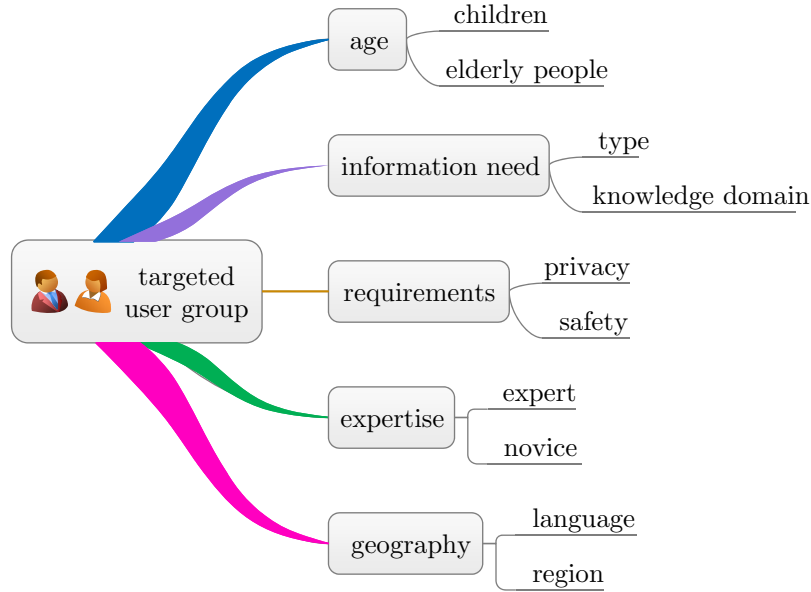 targeted
user group
age
children
elderly people
information need
type
knowledge domain
requirements
privacy
safety
expertise
expert
novice
geography
language
region